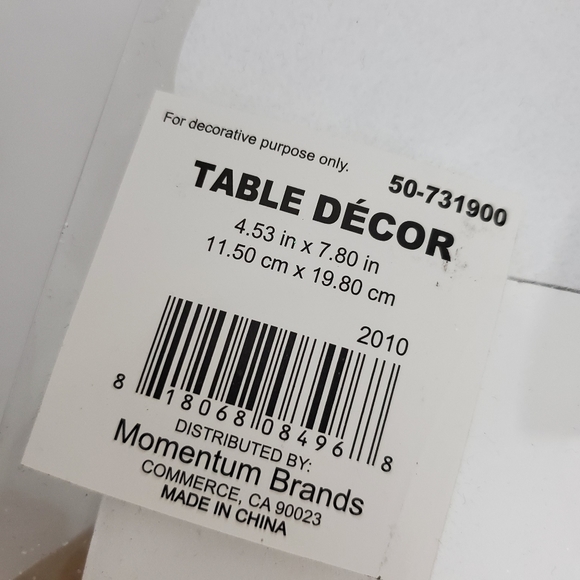 For decorative purpose only.
50-731900
TABLE DÉCOR
4.53 in x 7.80 in
11.50 cm x 19.80 cm
2010
8 18068 08496 8
DISTRIBUTED BY:
Momentum Brands
COMMERCE, CA 90023
MADE IN CHINA